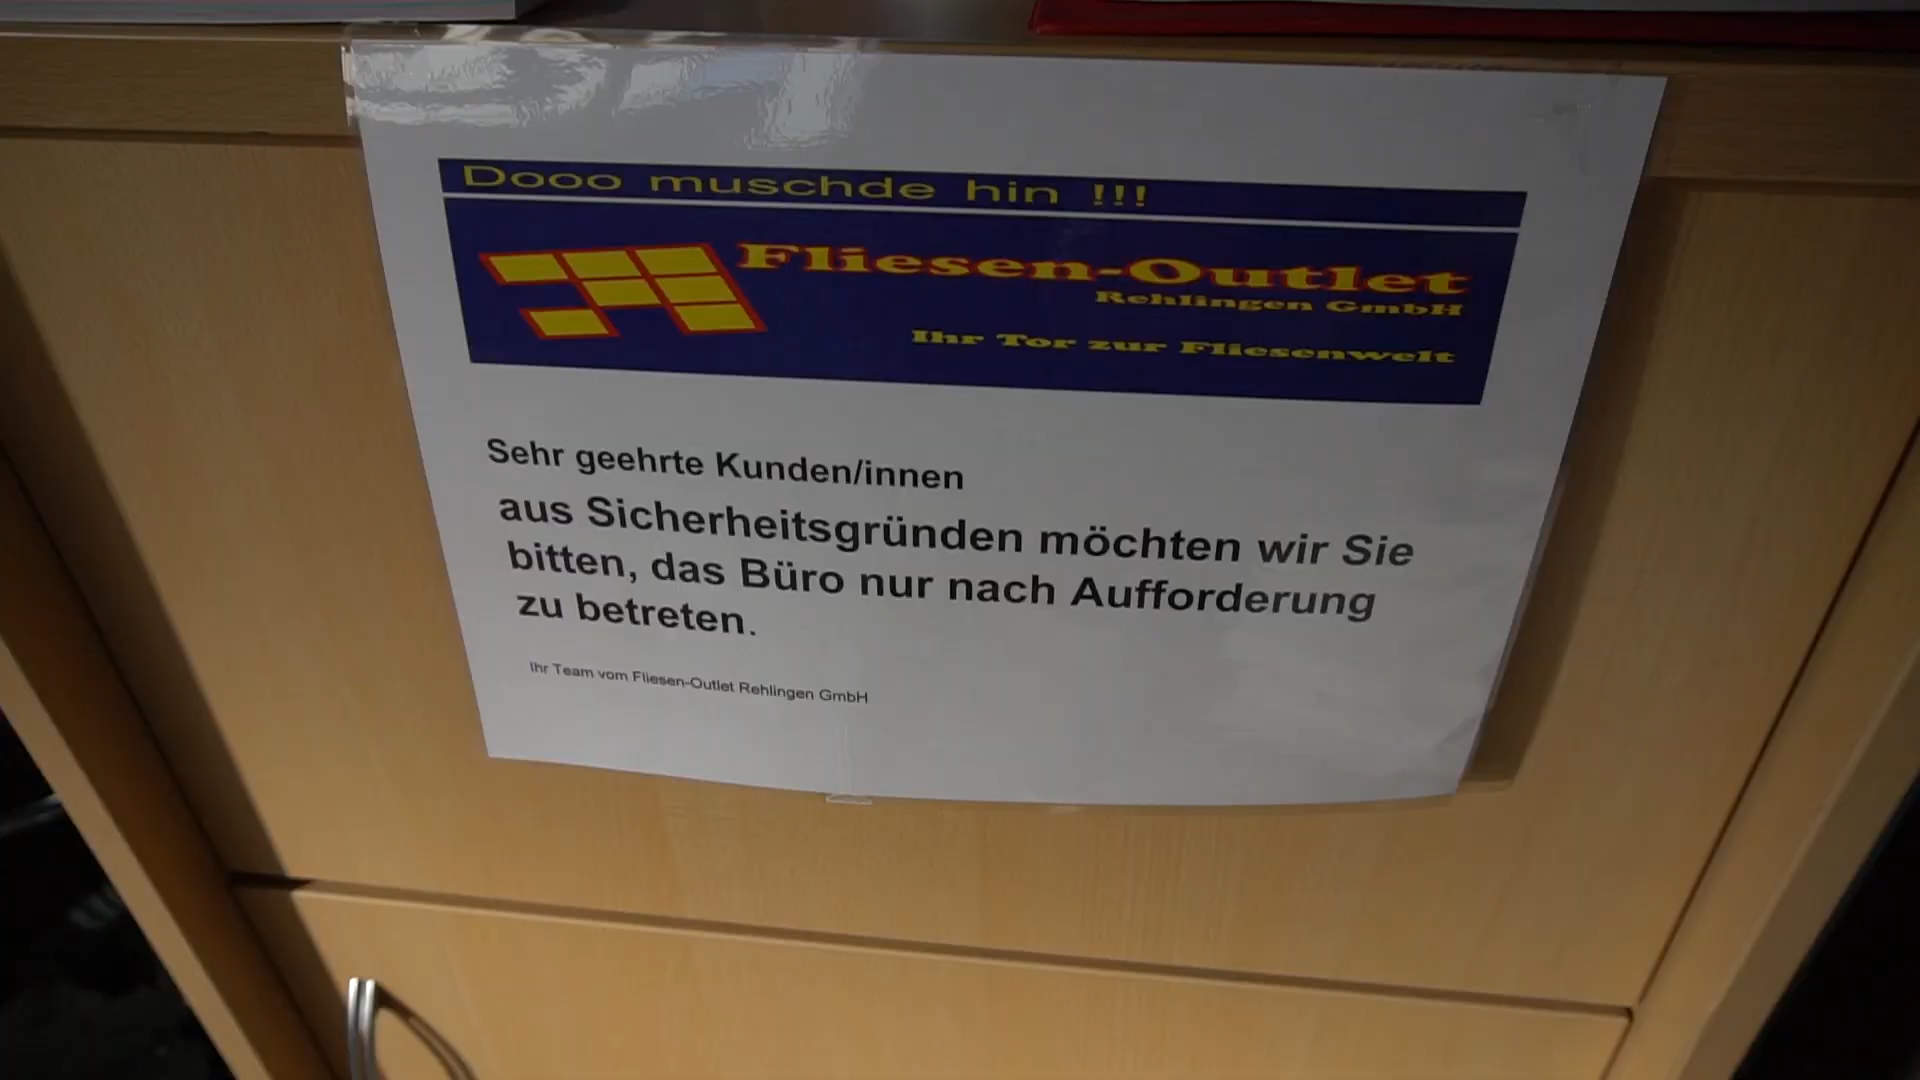 Dooo muschde hin !!!
Fliesen-Outlet
Rehlingen GmbH
Ihr Tor zur Fliesenwelt
Sehr geehrte Kunden/innen
aus Sicherheitsgründen möchten wir Sie
bitten, das Büro nur nach Aufforderung
zu betreten.
Ihr Team vom Fliesen-Outlet Rehlingen GmbH